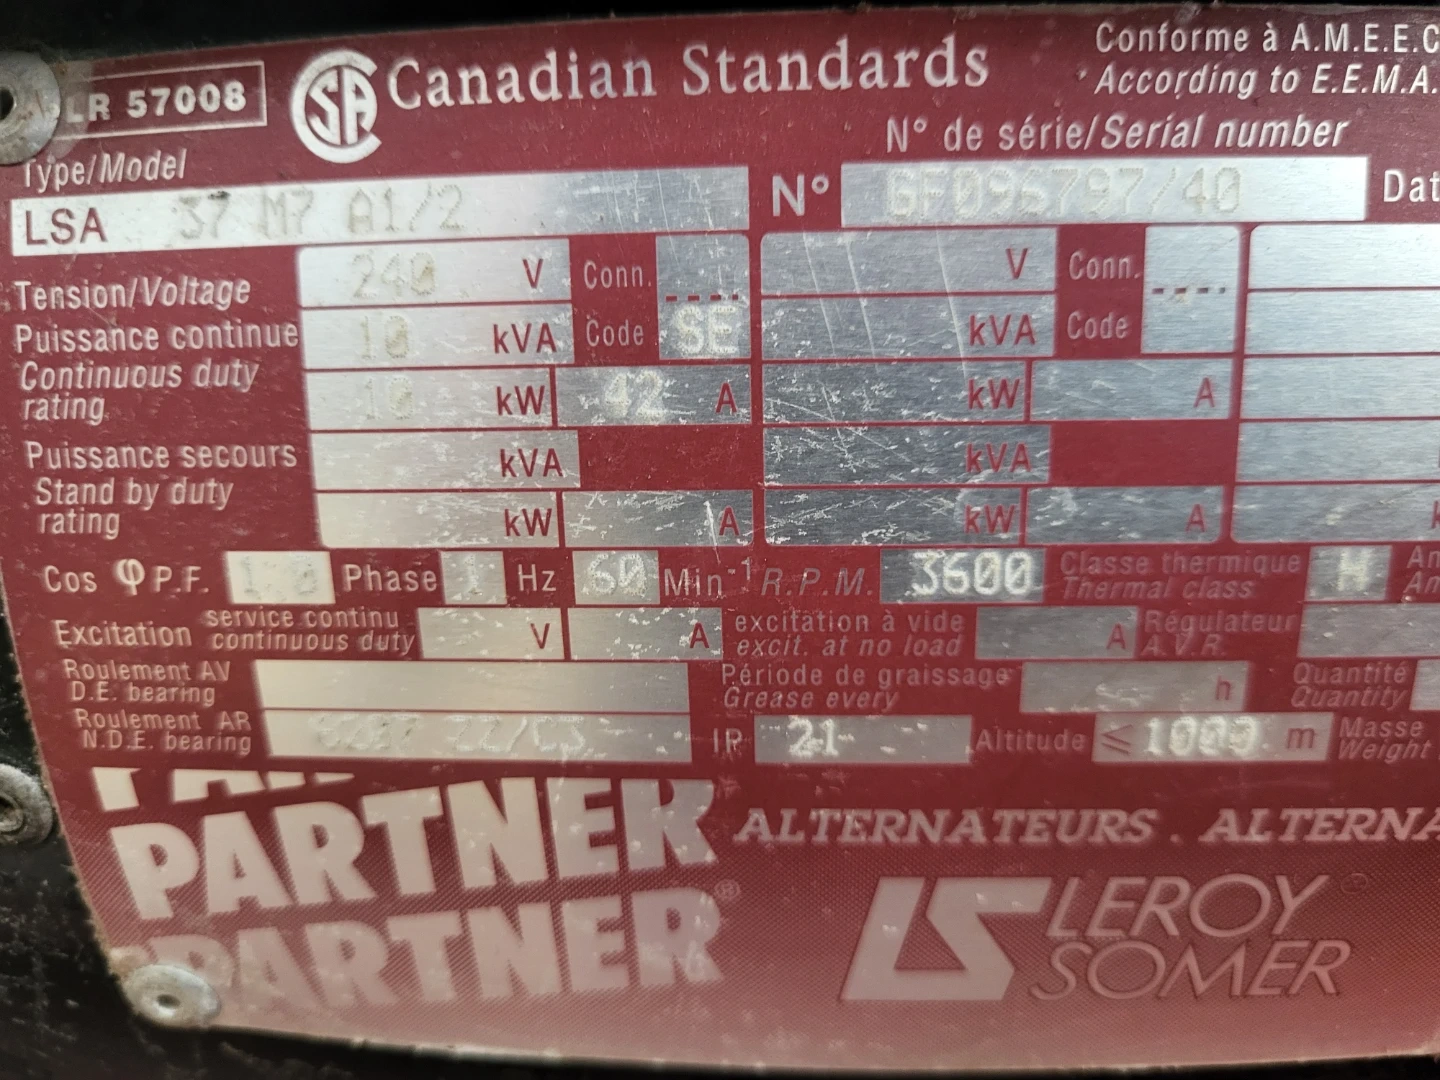 LR 57008
Canadian Standards
Conforme à A.M.E.E.C
According to E.E.M.A.
Type/Model
N° de série/Serial number
LSA 37 M7 A1/2
N° GF096797/40
Dat
Tension/Voltage 240 V Conn. ---- V Conn. ----
Puissance continue 10 kVA Code SE kVA Code
Continuous duty
rating 10 kW 42 A kW A
Puissance secours kVA kVA
Stand by duty
rating kW A kW A
Cos φ P.F. 1.0 Phase 1 Hz 60 Min-1 R.P.M. 3600 Classe thermique H
Thermal class
Excitation service continu V A excitation à vide A Régulateur
continuous duty excit. at no load A.V.R.
Roulement AV Période de graissage h Quantité
D.E. bearing Grease every Quantity
Roulement AR IP 21 Altitude ≤ 1000 m Masse
N.D.E. bearing Weight
PARTNER
ALTERNATEURS . ALTERNA
PARTNER®
LS LEROY
SOMER